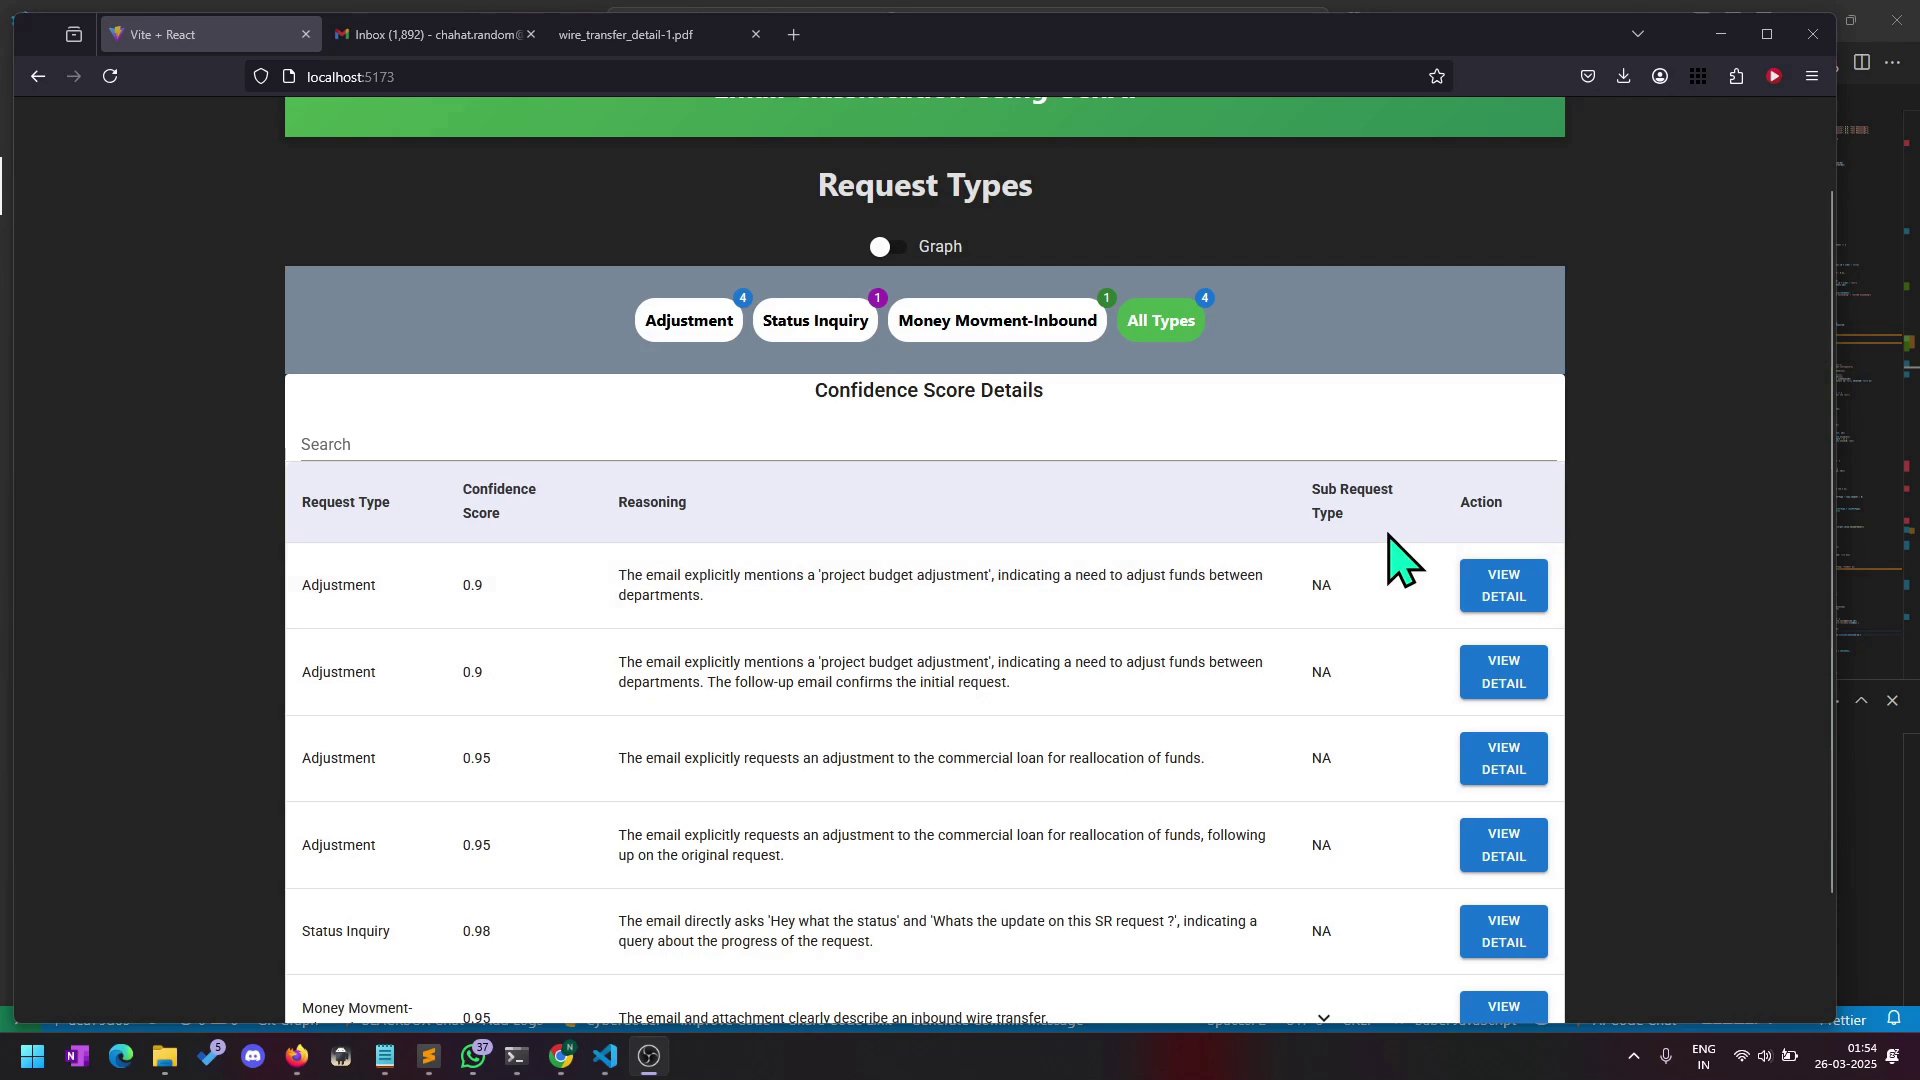 Vite + React
Inbox (1,892) - chahat.random@
wire_transfer_detail-1.pdf
localhost:5173
Request Types
Graph
4
1
1
4
Adjustment
Status Inquiry
Money Movment-Inbound
All Types
Confidence Score Details
Search
Request Type
Confidence
Score
Reasoning
Sub Request
Type
Action
Adjustment
0.9
The email explicitly mentions a 'project budget adjustment', indicating a need to adjust funds between
departments.
NA
VIEW
DETAIL
Adjustment
0.9
The email explicitly mentions a 'project budget adjustment', indicating a need to adjust funds between
departments. The follow-up email confirms the initial request.
NA
VIEW
DETAIL
Adjustment
0.95
The email explicitly requests an adjustment to the commercial loan for reallocation of funds.
NA
VIEW
DETAIL
Adjustment
0.95
The email explicitly requests an adjustment to the commercial loan for reallocation of funds, following
up on the original request.
NA
VIEW
DETAIL
Status Inquiry
0.98
The email directly asks 'Hey what the status' and 'Whats the update on this SR request ?', indicating a
query about the progress of the request.
NA
VIEW
DETAIL
Money Movment-
0.95
The email and attachment clearly describe an inbound wire transfer.
VIEW
5
37
N
ENG
IN
01:54
26-03-2025